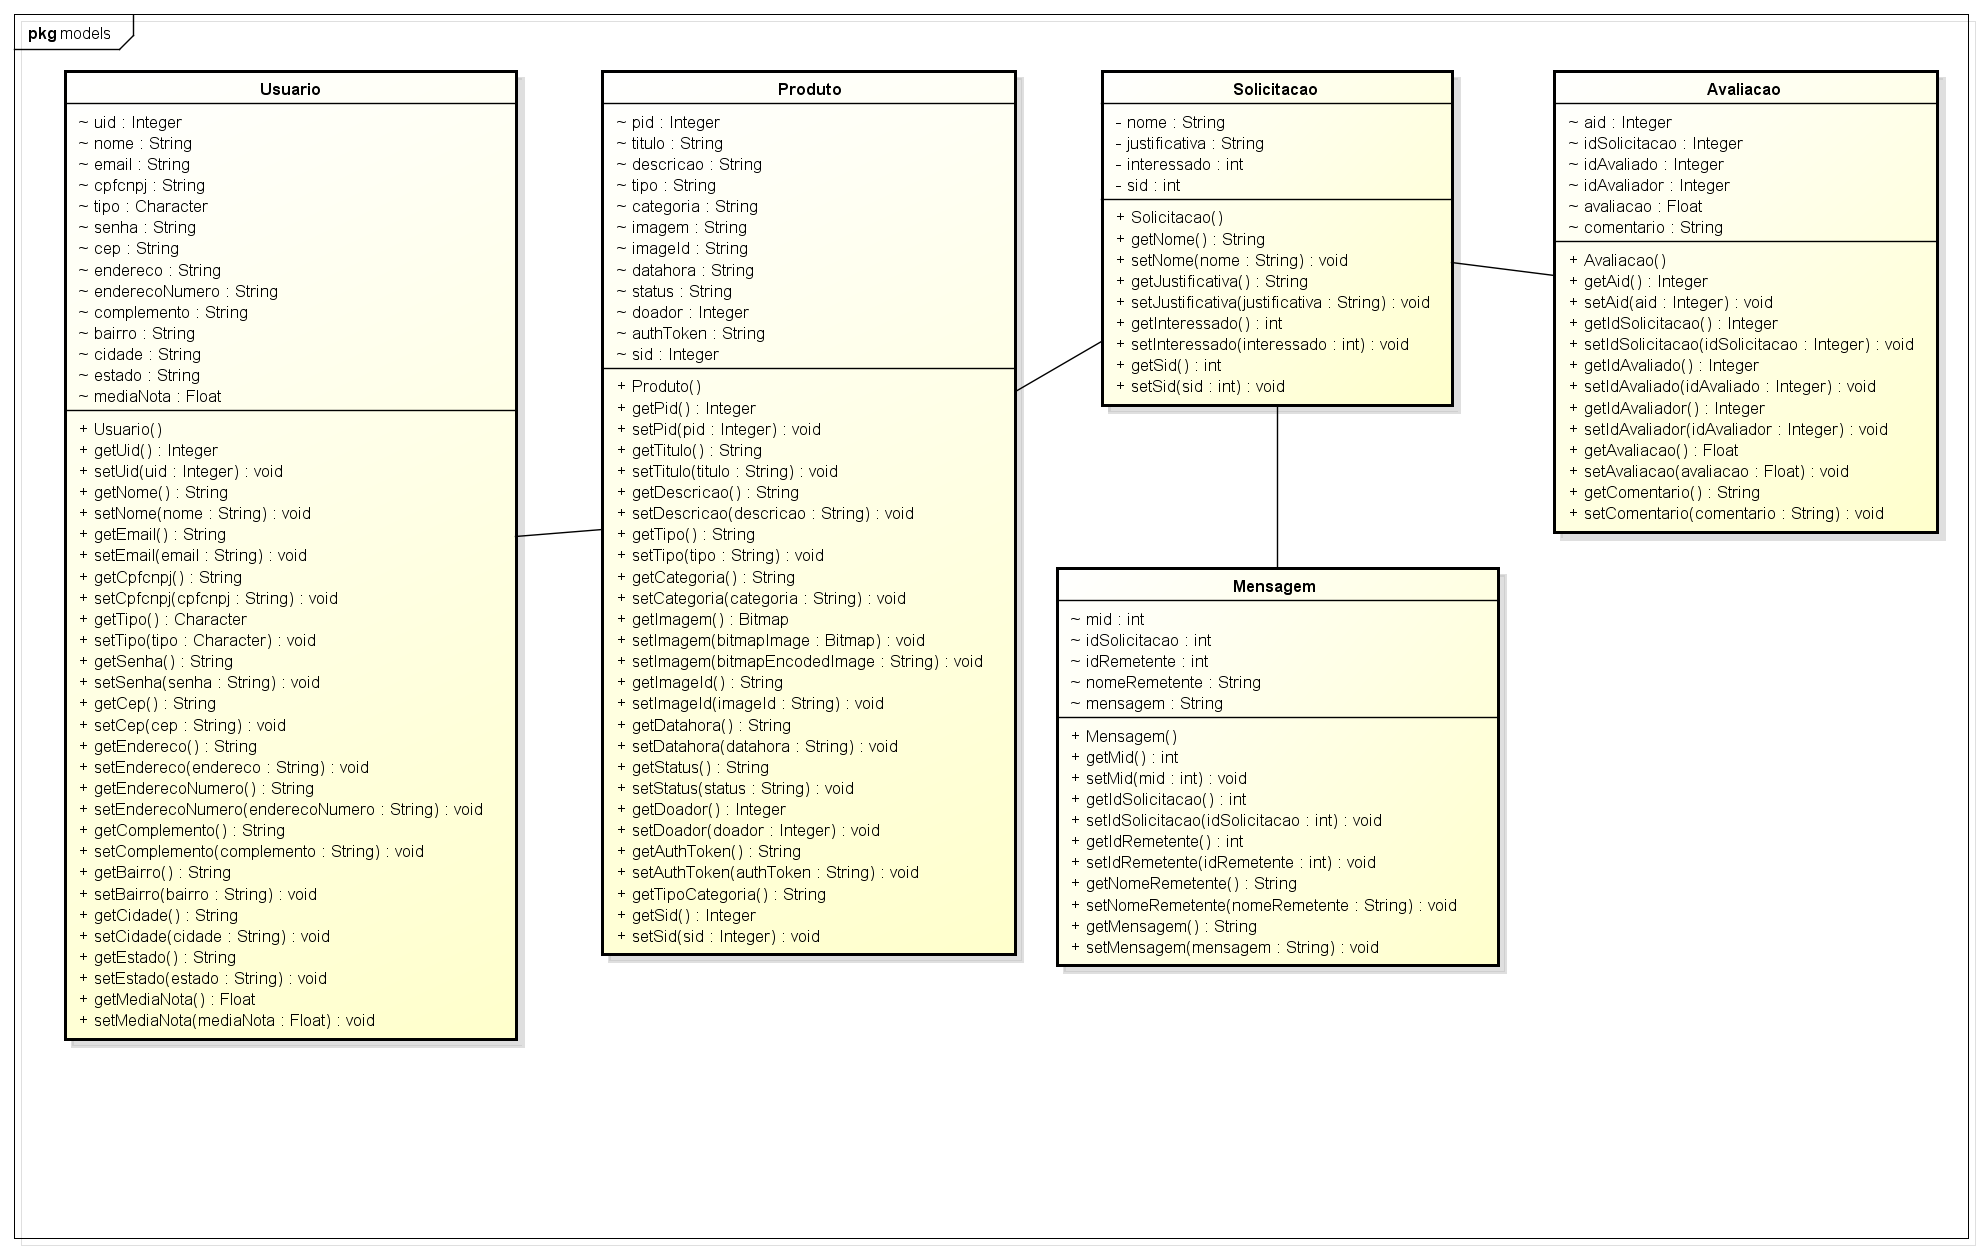 pkg models
Usuario
~ uid : Integer
~ nome : String
~ email : String
~ cpfcnpj : String
~ tipo : Character
~ senha : String
~ cep : String
~ endereco : String
~ enderecoNumero : String
~ complemento : String
~ bairro : String
~ cidade : String
~ estado : String
~ mediaNota : Float
+ Usuario()
+ getUid() : Integer
+ setUid(uid : Integer) : void
+ getNome() : String
+ setNome(nome : String) : void
+ getEmail() : String
+ setEmail(email : String) : void
+ getCpfcnpj() : String
+ setCpfcnpj(cpfcnpj : String) : void
+ getTipo() : Character
+ setTipo(tipo : Character) : void
+ getSenha() : String
+ setSenha(senha : String) : void
+ getCep() : String
+ setCep(cep : String) : void
+ getEndereco() : String
+ setEndereco(endereco : String) : void
+ getEnderecoNumero() : String
+ setEnderecoNumero(enderecoNumero : String) : void
+ getComplemento() : String
+ setComplemento(complemento : String) : void
+ getBairro() : String
+ setBairro(bairro : String) : void
+ getCidade() : String
+ setCidade(cidade : String) : void
+ getEstado() : String
+ setEstado(estado : String) : void
+ getMediaNota() : Float
+ setMediaNota(mediaNota : Float) : void
Produto
~ pid : Integer
~ titulo : String
~ descricao : String
~ tipo : String
~ categoria : String
~ imagem : String
~ imageId : String
~ datahora : String
~ status : String
~ doador : Integer
~ authToken : String
~ sid : Integer
+ Produto()
+ getPid() : Integer
+ setPid(pid : Integer) : void
+ getTitulo() : String
+ setTitulo(titulo : String) : void
+ getDescricao() : String
+ setDescricao(descricao : String) : void
+ getTipo() : String
+ setTipo(tipo : String) : void
+ getCategoria() : String
+ setCategoria(categoria : String) : void
+ getImagem() : Bitmap
+ setImagem(bitmapImage : Bitmap) : void
+ setImagem(bitmapEncodedImage : String) : void
+ getImageId() : String
+ setImageId(imageId : String) : void
+ getDatahora() : String
+ setDatahora(datahora : String) : void
+ getStatus() : String
+ setStatus(status : String) : void
+ getDoador() : Integer
+ setDoador(doador : Integer) : void
+ getAuthToken() : String
+ setAuthToken(authToken : String) : void
+ getTipoCategoria() : String
+ getSid() : Integer
+ setSid(sid : Integer) : void
Solicitacao
- nome : String
- justificativa : String
- interessado : int
- sid : int
+ Solicitacao()
+ getNome() : String
+ setNome(nome : String) : void
+ getJustificativa() : String
+ setJustificativa(justificativa : String) : void
+ getInteressado() : int
+ setInteressado(interessado : int) : void
+ getSid() : int
+ setSid(sid : int) : void
Avaliacao
~ aid : Integer
~ idSolicitacao : Integer
~ idAvaliado : Integer
~ idAvaliador : Integer
~ avaliacao : Float
~ comentario : String
+ Avaliacao()
+ getAid() : Integer
+ setAid(aid : Integer) : void
+ getIdSolicitacao() : Integer
+ setIdSolicitacao(idSolicitacao : Integer) : void
+ getIdAvaliado() : Integer
+ setIdAvaliado(idAvaliado : Integer) : void
+ getIdAvaliador() : Integer
+ setIdAvaliador(idAvaliador : Integer) : void
+ getAvaliacao() : Float
+ setAvaliacao(avaliacao : Float) : void
+ getComentario() : String
+ setComentario(comentario : String) : void
Mensagem
~ mid : int
~ idSolicitacao : int
~ idRemetente : int
~ nomeRemetente : String
~ mensagem : String
+ Mensagem()
+ getMid() : int
+ setMid(mid : int) : void
+ getIdSolicitacao() : int
+ setIdSolicitacao(idSolicitacao : int) : void
+ getIdRemetente() : int
+ setIdRemetente(idRemetente : int) : void
+ getNomeRemetente() : String
+ setNomeRemetente(nomeRemetente : String) : void
+ getMensagem() : String
+ setMensagem(mensagem : String) : void